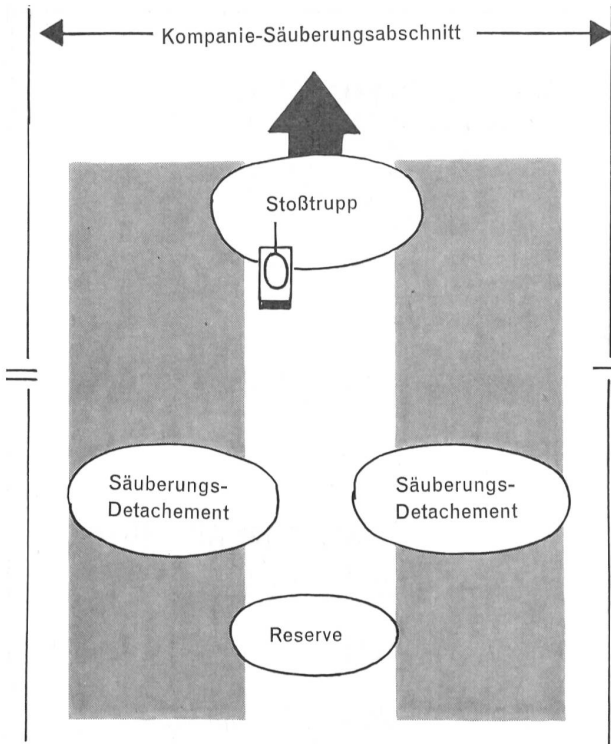 Kompanie-Säuberungsabschnitt
Stoßtrupp
Säuberungs-
Detachement
Säuberungs-
Detachement
Reserve